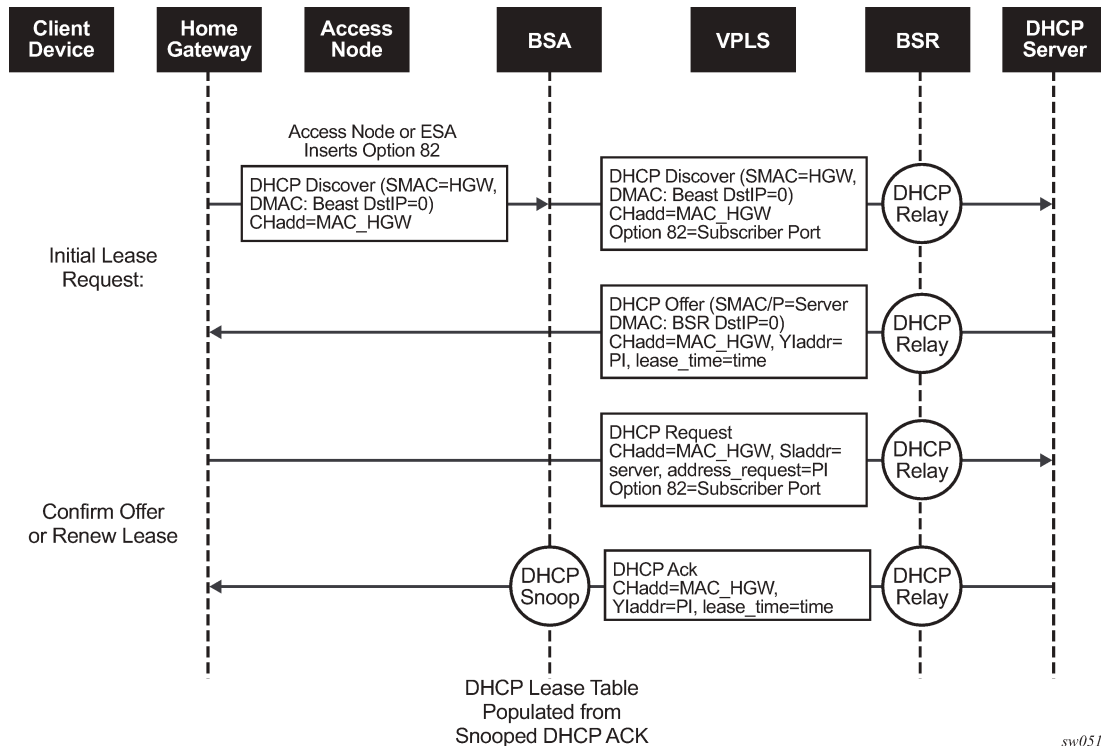 Client
Device
Home
Gateway
Access
Node
BSA
VPLS
BSR
DHCP
Server
Access Node or ESA
Inserts Option 82
DHCP Discover (SMAC=HGW,
DMAC: Beast DstIP=0)
CHadd=MAC_HGW
DHCP Discover (SMAC=HGW,
DMAC: Beast DstIP=0)
CHadd=MAC_HGW
Option 82=Subscriber Port
DHCP
Relay
Initial Lease
Request:
DHCP Offer (SMAC/P=Server
DMAC: BSR DstIP=0)
CHadd=MAC_HGW, YIaddr=
PI, lease_time=time
DHCP
Relay
DHCP Request
CHadd=MAC_HGW, SIaddr=
server, address_request=PI
Option 82=Subscriber Port
DHCP
Relay
Confirm Offer
or Renew Lease
DHCP
Snoop
DHCP Ack
CHadd=MAC_HGW,
YIaddr=PI, lease_time=time
DHCP
Relay
DHCP Lease Table
Populated from
Snooped DHCP ACK
sw051